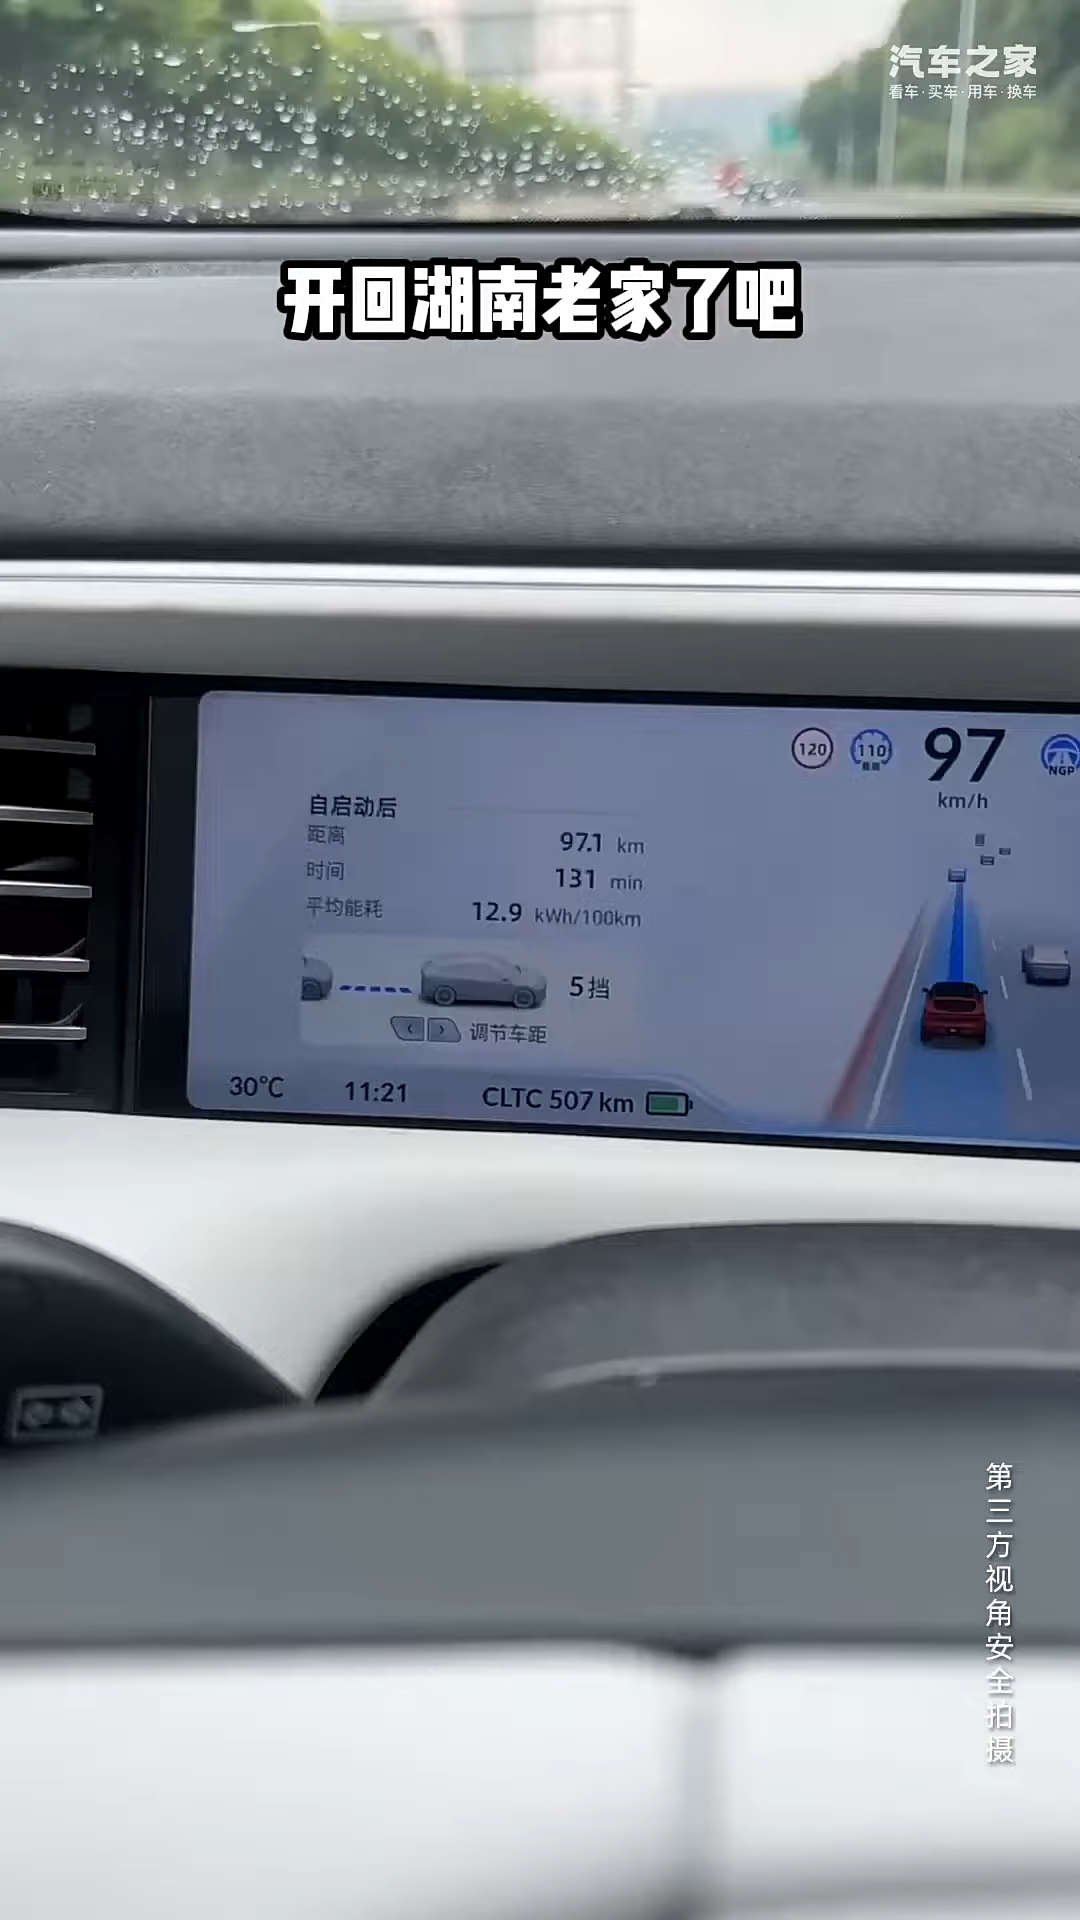 汽车之家
看车·买车·用车·换车
开回湖南老家了吧
120
110
97
km/h
NGP
自启动后
距离 97.1 km
时间 131 min
平均能耗 12.9 kWh/100km
5挡
调节车距
30°C 11:21 CLTC 507 km
第三方视角安全拍摄